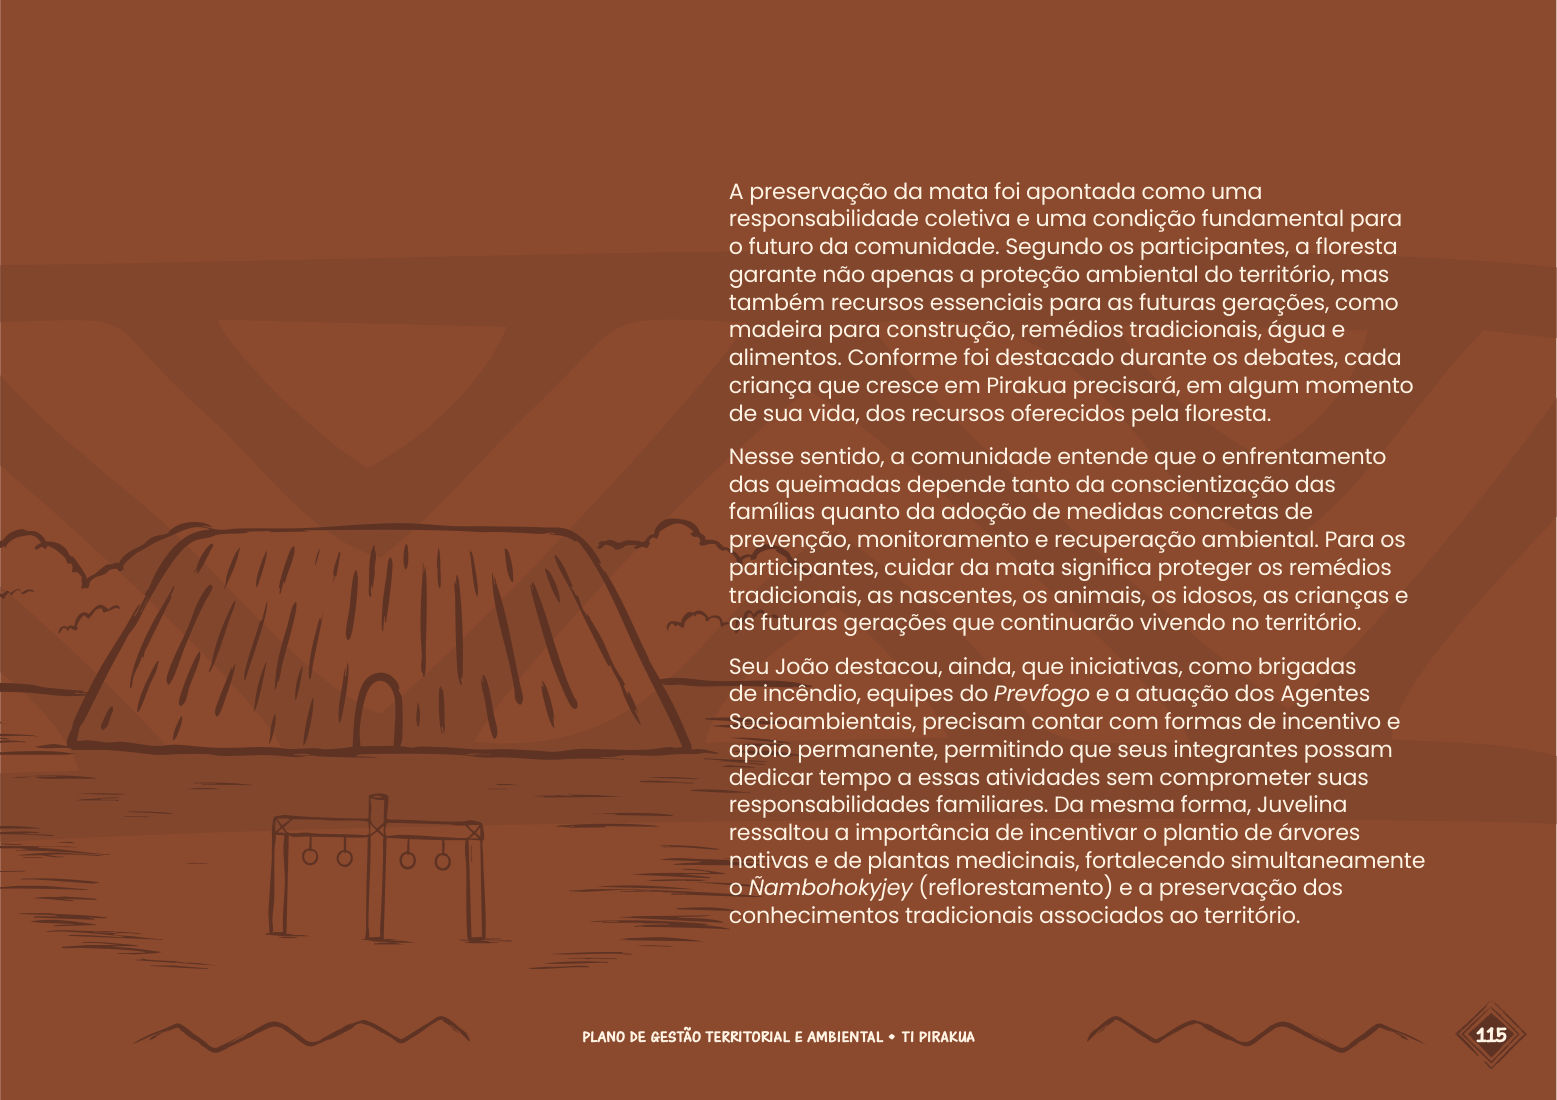 A preservação da mata foi apontada como uma
responsabilidade coletiva e uma condição fundamental para
o futuro da comunidade. Segundo os participantes, a floresta
garante não apenas a proteção ambiental do território, mas
também recursos essenciais para as futuras gerações, como
madeira para construção, remédios tradicionais, água e
alimentos. Conforme foi destacado durante os debates, cada
criança que cresce em Pirakua precisará, em algum momento
de sua vida, dos recursos oferecidos pela floresta.
Nesse sentido, a comunidade entende que o enfrentamento
das queimadas depende tanto da conscientização das
famílias quanto da adoção de medidas concretas de
prevenção, monitoramento e recuperação ambiental. Para os
participantes, cuidar da mata significa proteger os remédios
tradicionais, as nascentes, os animais, os idosos, as crianças e
as futuras gerações que continuarão vivendo no território.
Seu João destacou, ainda, que iniciativas, como brigadas
de incêndio, equipes do Prevfogo e a atuação dos Agentes
Socioambientais, precisam contar com formas de incentivo e
apoio permanente, permitindo que seus integrantes possam
dedicar tempo a essas atividades sem comprometer suas
responsabilidades familiares. Da mesma forma, Juvelina
ressaltou a importância de incentivar o plantio de árvores
nativas e de plantas medicinais, fortalecendo simultaneamente
o Ñambohokyjey (reflorestamento) e a preservação dos
conhecimentos tradicionais associados ao território.
PLANO DE GESTÃO TERRITORIAL E AMBIENTAL • TI PIRAKUA
115